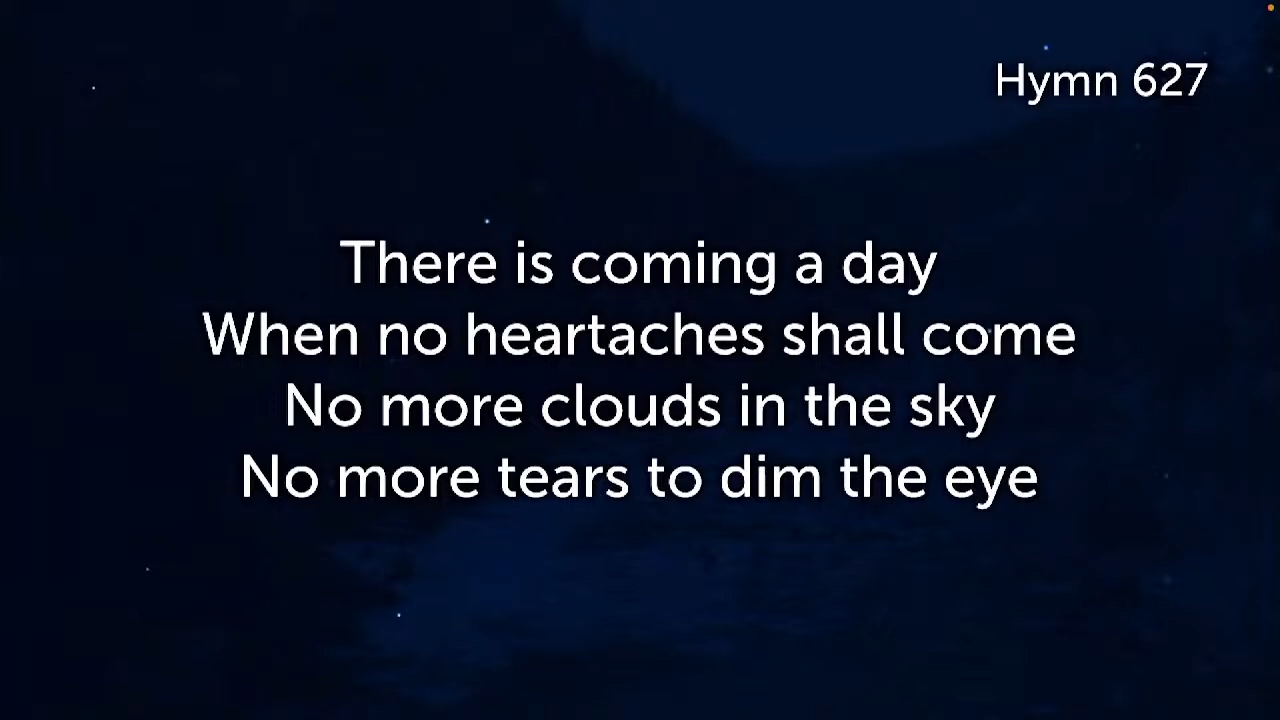 Hymn 627
There is coming a day
When no heartaches shall come
No more clouds in the sky
No more tears to dim the eye